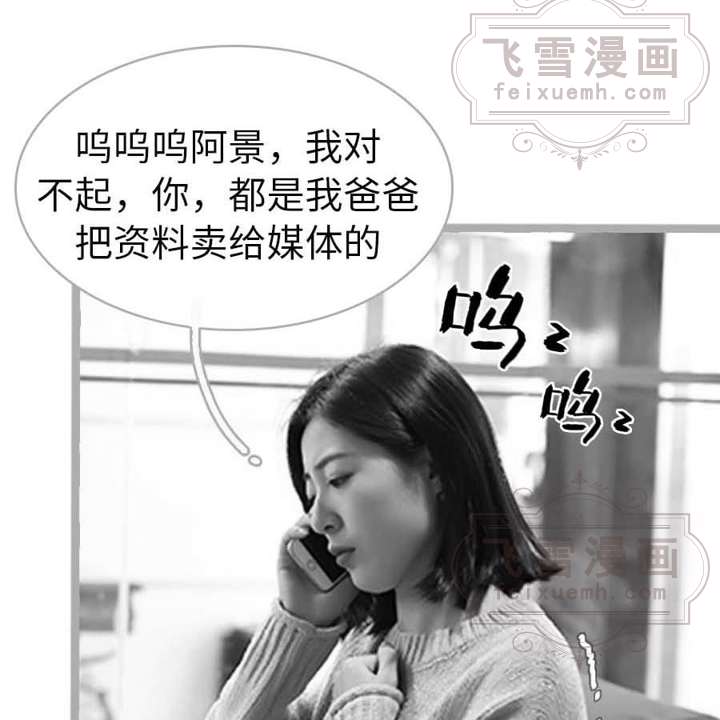 飞雪漫画
feixuemh.com
呜呜呜阿景，我对
不起，你，都是我爸爸
把资料卖给媒体的
呜
呜
飞雪漫画
feixuemh.com